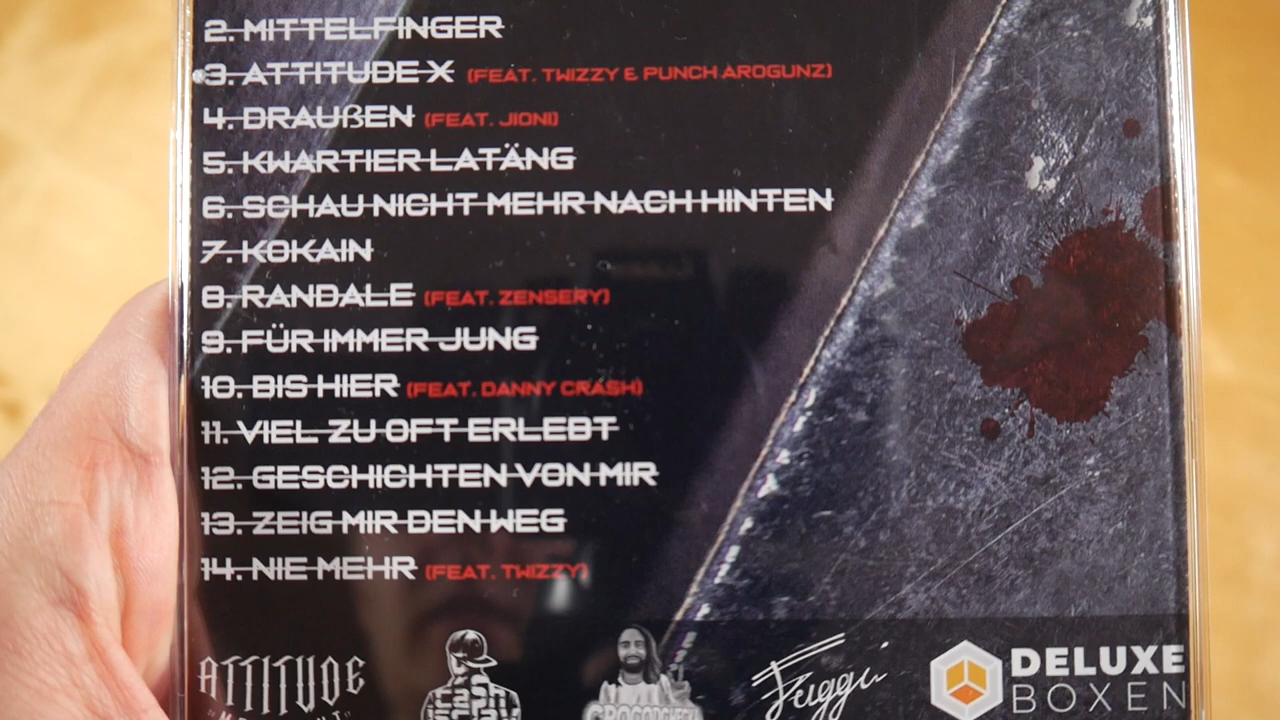 2. MITTELFINGER
3. ATTITUDE X (FEAT. TWIZZY & PUNCH AROGUNZ)
4. DRAUßEN (FEAT. JIONI)
5. KWARTIER LATÄNG
6. SCHAU NICHT MEHR NACH HINTEN
7. KOKAIN
8. RANDALE (FEAT. ZENSERY)
9. FÜR IMMER JUNG
10. BIS HIER (FEAT. DANNY CRASH)
11. VIEL ZU OFT ERLEBT
12. GESCHICHTEN VON MIR
13. ZEIG MIR DEN WEG
14. NIE MEHR (FEAT. TWIZZY)
ATTITUDE
DELUXE
BOXEN